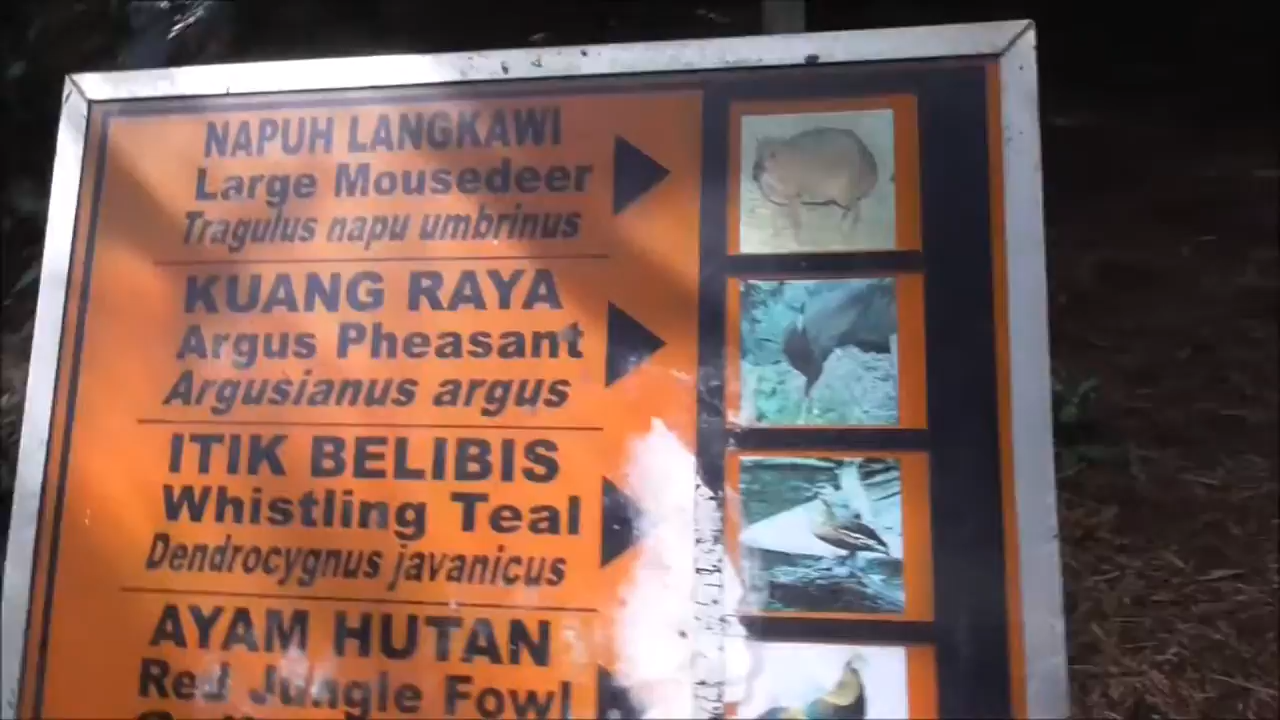 NAPUH LANGKAWI
Large Mousedeer
Tragulus napu umbrinus
KUANG RAYA
Argus Pheasant
Argusianus argus
ITIK BELIBIS
Whistling Teal
Dendrocygnus javanicus
AYAM HUTAN
Red Jungle Fowl